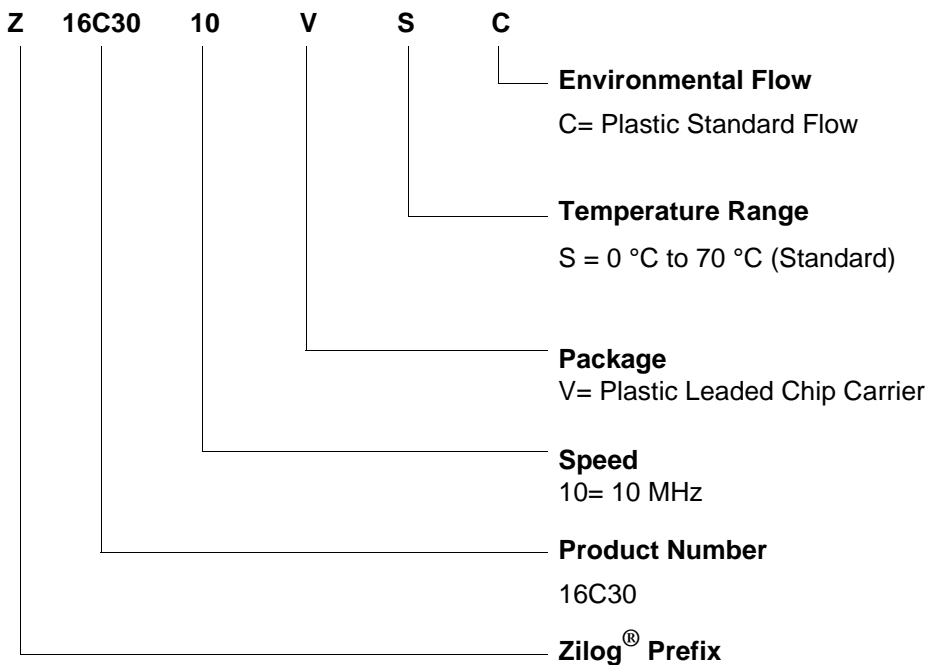 Z 16C30 10 V S C
Environmental Flow
C= Plastic Standard Flow
Temperature Range
S = 0 °C to 70 °C (Standard)
Package
V= Plastic Leaded Chip Carrier
Speed
10= 10 MHz
Product Number
16C30
Zilog® Prefix